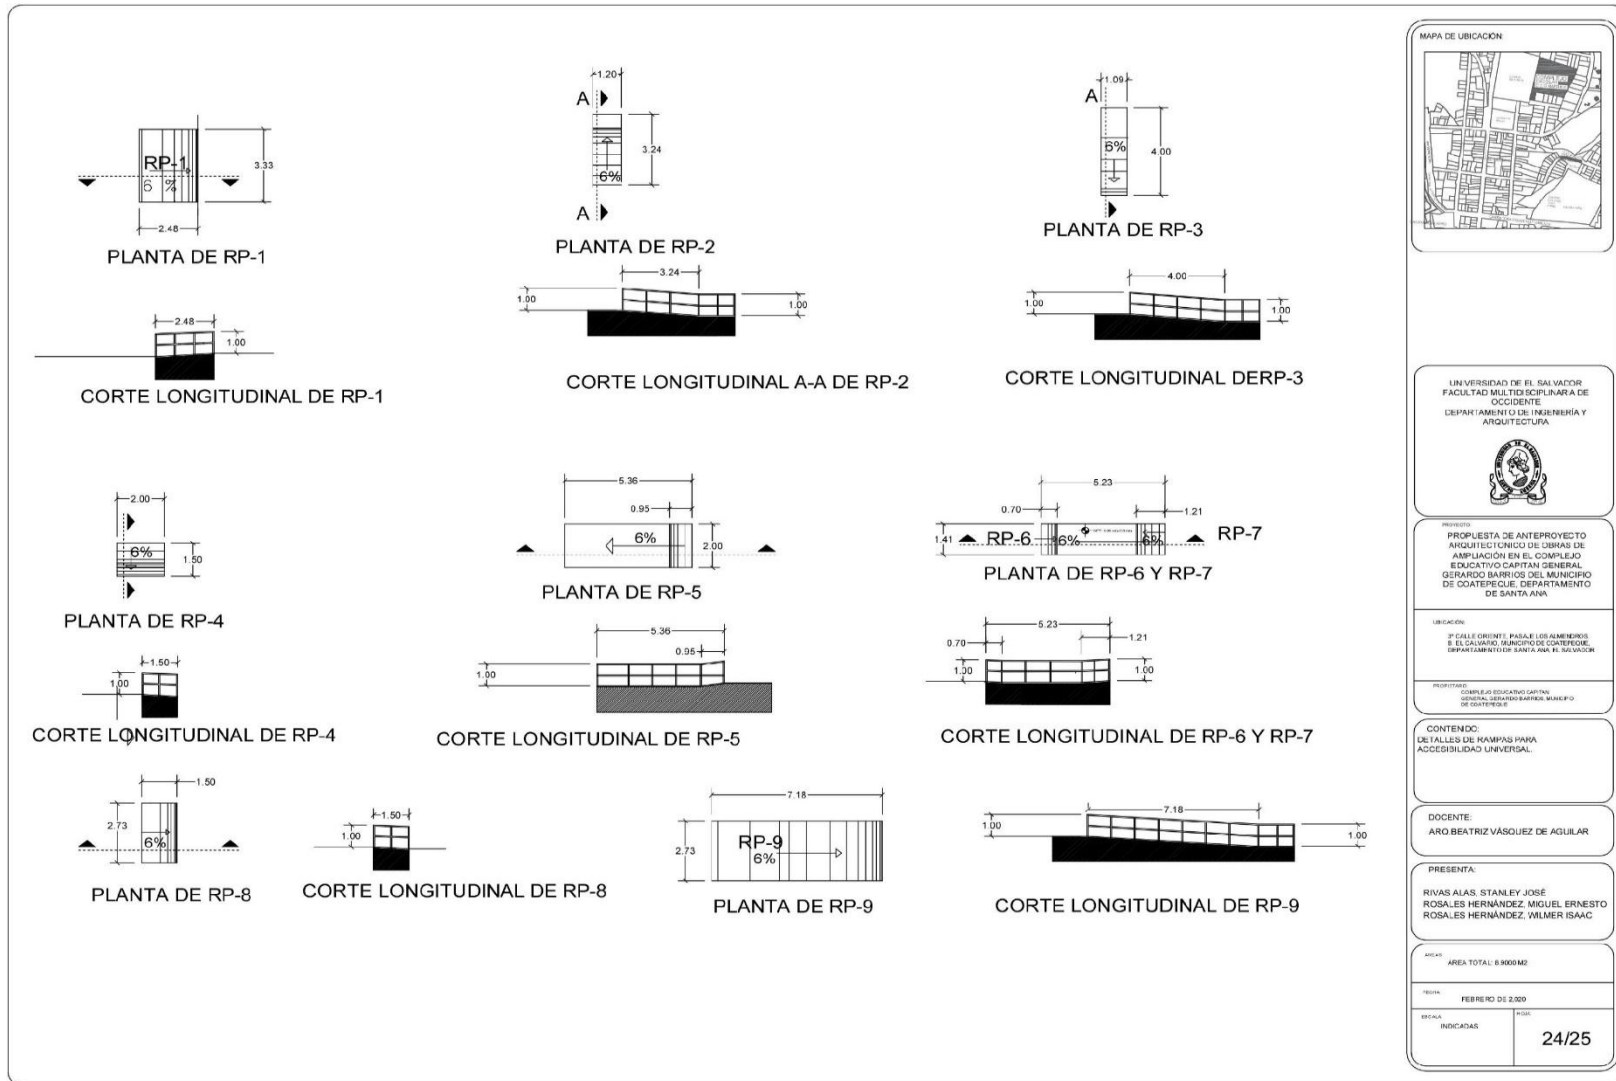 1.20
A
3.24
6%
A
PLANTA DE RP-2
1.09
A
4.00
6%
PLANTA DE RP-3
RP-1
6 %
3.33
2.48
PLANTA DE RP-1
2.48
1.00
CORTE LONGITUDINAL DE RP-1
3.24
1.00
1.00
CORTE LONGITUDINAL A-A DE RP-2
4.00
1.00
1.00
CORTE LONGITUDINAL DERP-3
2.00
6%
1.50
PLANTA DE RP-4
5.36
0.95
6%
2.00
PLANTA DE RP-5
5.23
0.70
1.21
1.41
RP-6
6%
6%
RP-7
PLANTA DE RP-6 Y RP-7
1.50
1.00
CORTE LONGITUDINAL DE RP-4
5.36
0.95
1.00
CORTE LONGITUDINAL DE RP-5
5.23
0.70
1.21
1.00
1.00
CORTE LONGITUDINAL DE RP-6 Y RP-7
1.50
2.73
6%
PLANTA DE RP-8
1.50
1.00
CORTE LONGITUDINAL DE RP-8
7.18
2.73
RP-9
6%
PLANTA DE RP-9
7.18
1.00
1.00
CORTE LONGITUDINAL DE RP-9
MAPA DE UBICACIÓN:
UNIVERSIDAD DE EL SALVADOR
FACULTAD MULTIDISCIPLINARIA DE
OCCIDENTE
DEPARTAMENTO DE INGENIERÍA Y
ARQUITECTURA
PROYECTO:
PROPUESTA DE ANTEPROYECTO
ARQUITECTONICO DE OBRAS DE
AMPLIACIÓN EN EL COMPLEJO
EDUCATIVO CAPITAN GENERAL
GERARDO BARRIOS DEL MUNICIPIO
DE COATEPEQUE, DEPARTAMENTO
DE SANTA ANA
UBICACIÓN:
3ª CALLE ORIENTE, PASAJE LOS ALMENDROS
B. EL CALVARIO, MUNICIPIO DE COATEPEQUE,
DEPARTAMENTO DE SANTA ANA, EL SALVADOR
PROPIETARIO:
COMPLEJO EDUCATIVO CAPITAN
GENERAL GERARDO BARRIOS, MUNICIPIO
DE COATEPEQUE
CONTENIDO:
DETALLES DE RAMPAS PARA
ACCESIBILIDAD UNIVERSAL.
DOCENTE:
ARQ.BEATRIZ VÁSQUEZ DE AGUILAR
PRESENTA:
RIVAS ALAS, STANLEY JOSÉ
ROSALES HERNÁNDEZ, MIGUEL ERNESTO
ROSALES HERNÁNDEZ, WILMER ISAAC
AREAS
AREA TOTAL: 8.9000 M2
FECHA
FEBRERO DE 2,020
ESCALA
INDICADAS
HOJA
24/25